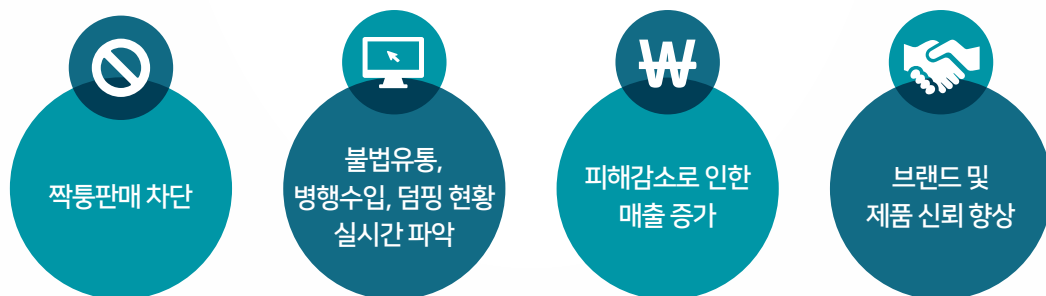 짝퉁판매 차단
불법유통,
병행수입, 덤핑 현황
실시간 파악
피해감소로 인한
매출 증가
브랜드 및
제품 신뢰 향상